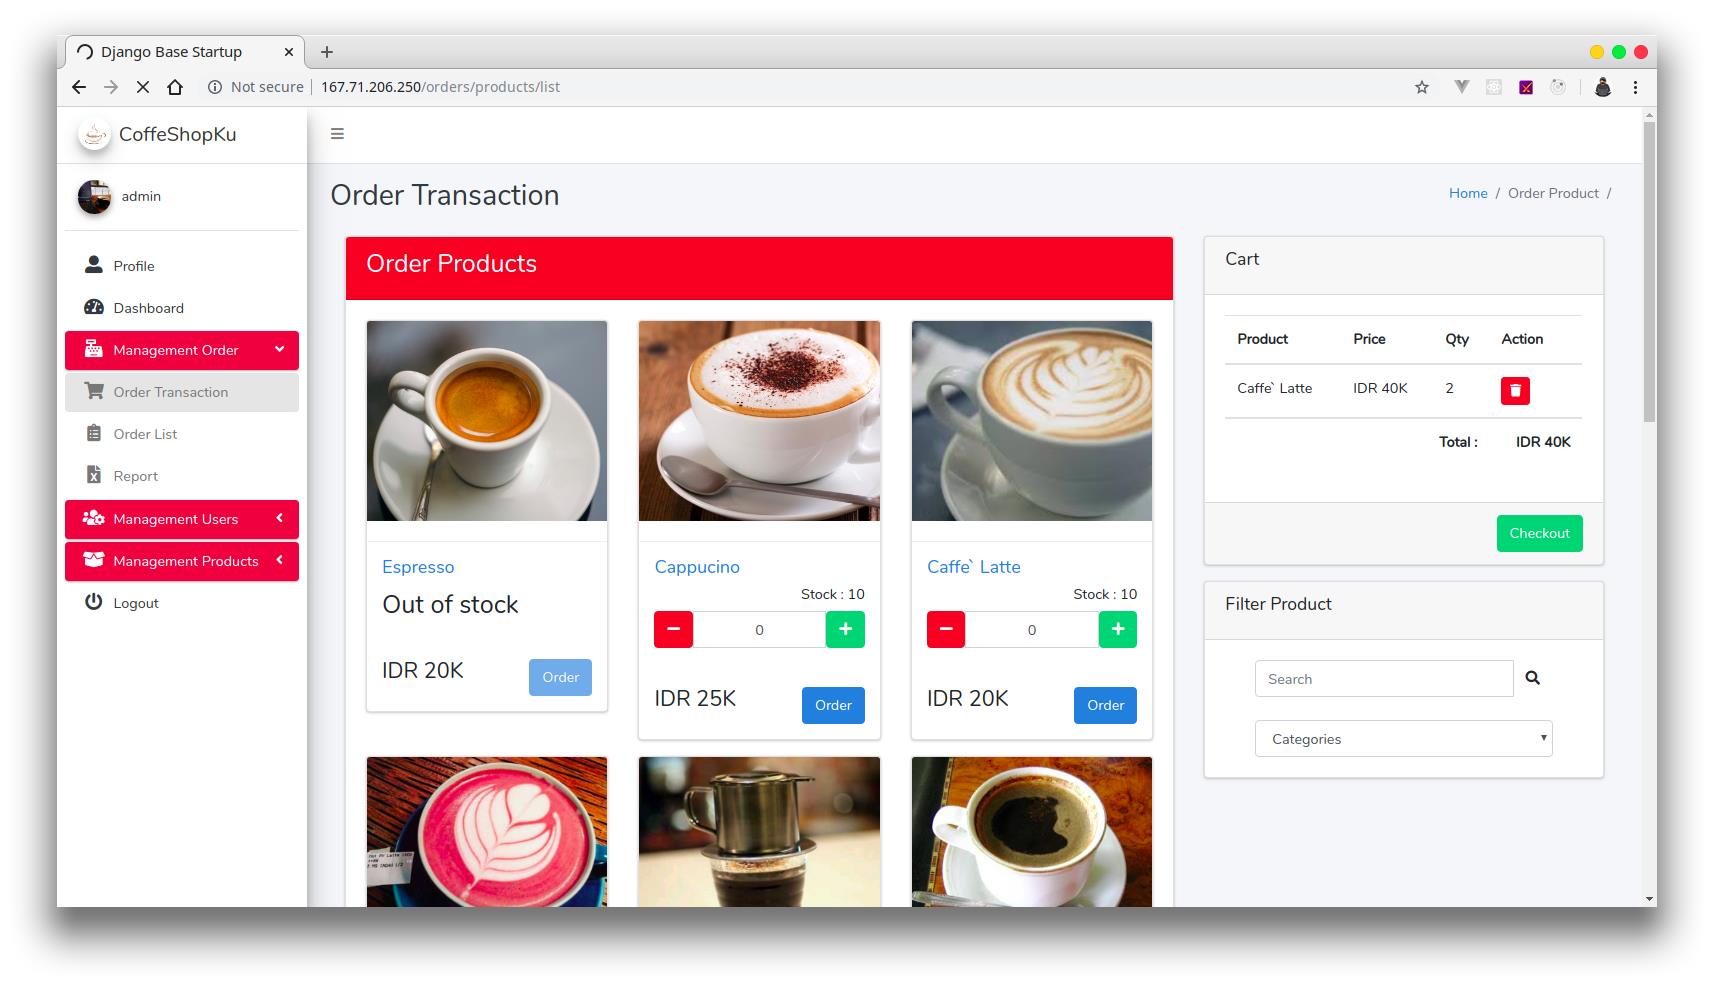 Django Base Startup
Not secure
167.71.206.250/orders/products/list
CoffeShopKu
admin
Profile
Dashboard
Management Order
Order Transaction
Order List
Report
Management Users
Management Products
Logout
Order Transaction
Home / Order Product /
Order Products
Espresso
Out of stock
IDR 20K
Order
Cappucino
Stock : 10
0
IDR 25K
Order
Caffe` Latte
Stock : 10
0
IDR 20K
Order
Cart
Product Price Qty Action
Caffe` Latte IDR 40K 2
Total : IDR 40K
Checkout
Filter Product
Search
Categories